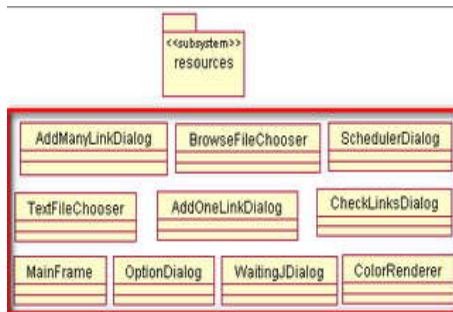 <<subsystem>>
resources
AddManyLinkDialog
BrowseFileChooser
SchedulerDialog
TextFileChooser
AddOneLinkDialog
CheckLinksDialog
MainFrame
OptionDialog
WaitingJDialog
ColorRenderer